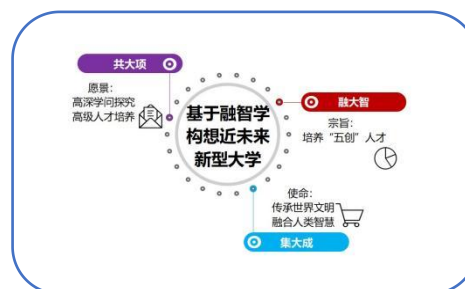 共大项
愿景：
高深学问探究
高级人才培养
基于融智学
构想近未来
新型大学
融大智
宗旨：
培养“五创”人才
使命：
传承世界文明
融合人类智慧
集大成